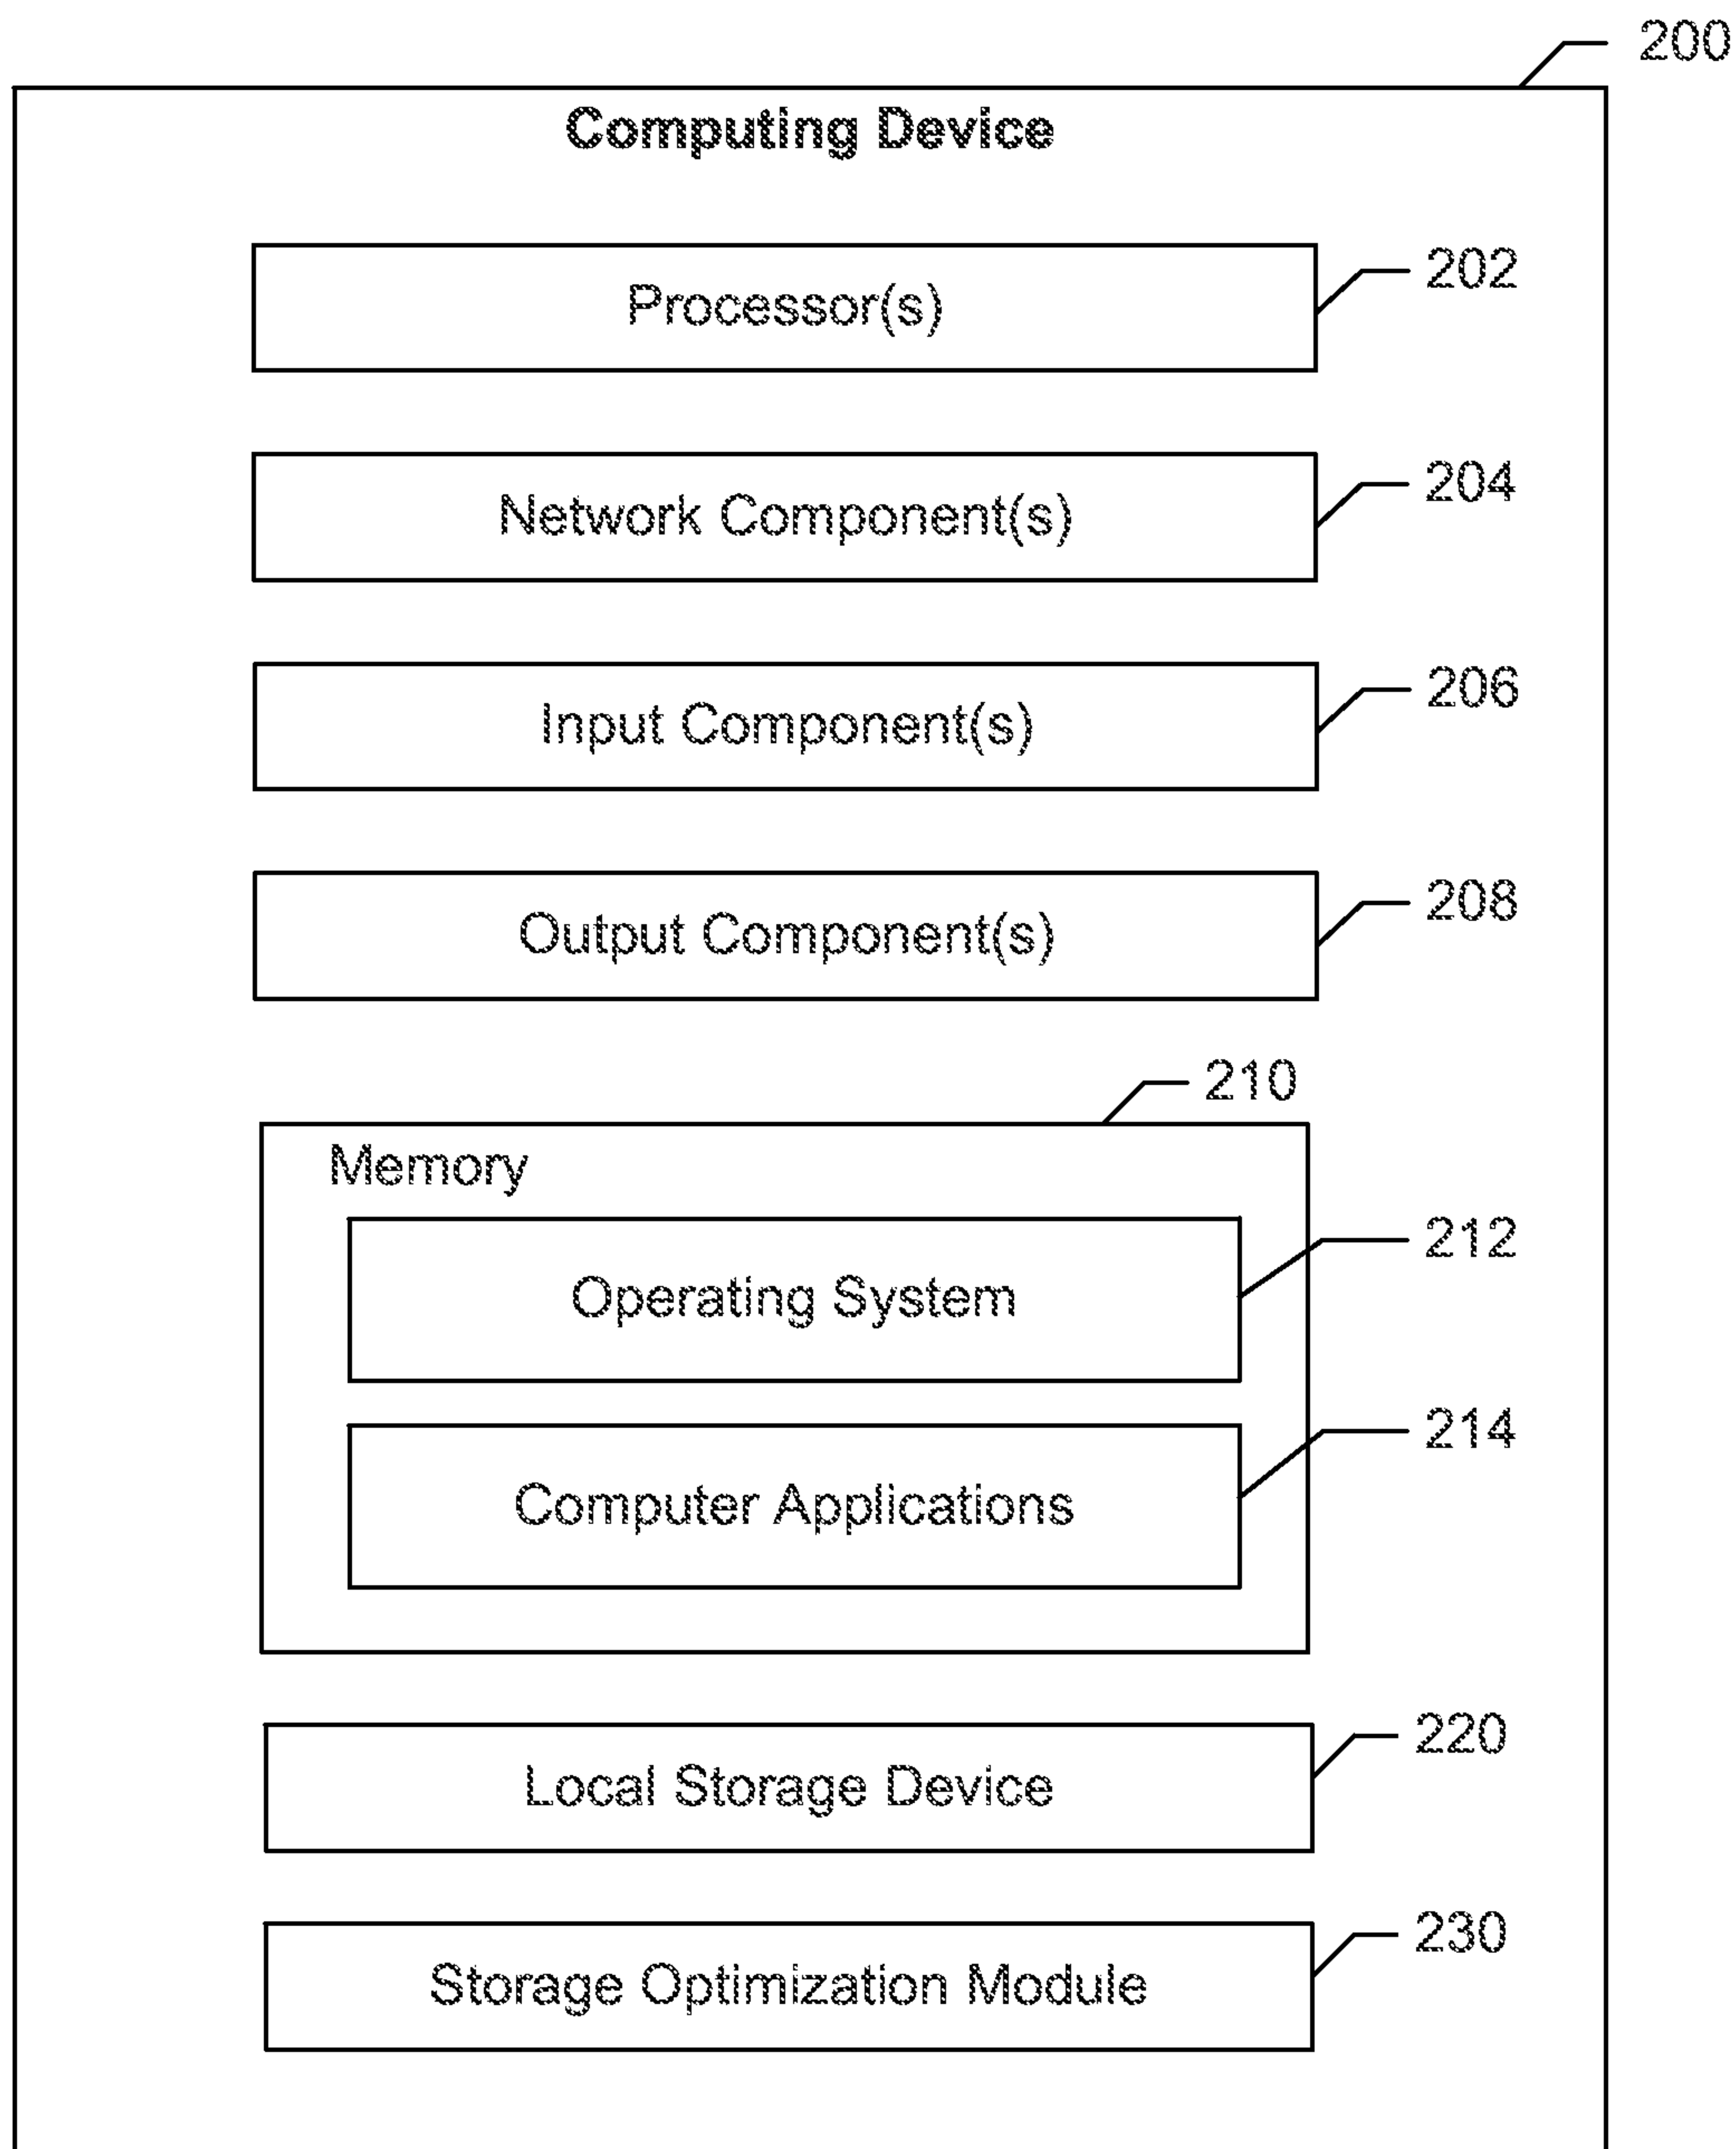 200
Computing Device
Processor(s)
202
Network Component(s)
204
Input Component(s)
206
Output Component(s)
208
210
Memory
Operating System
212
Computer Applications
214
Local Storage Device
220
Storage Optimization Module
230